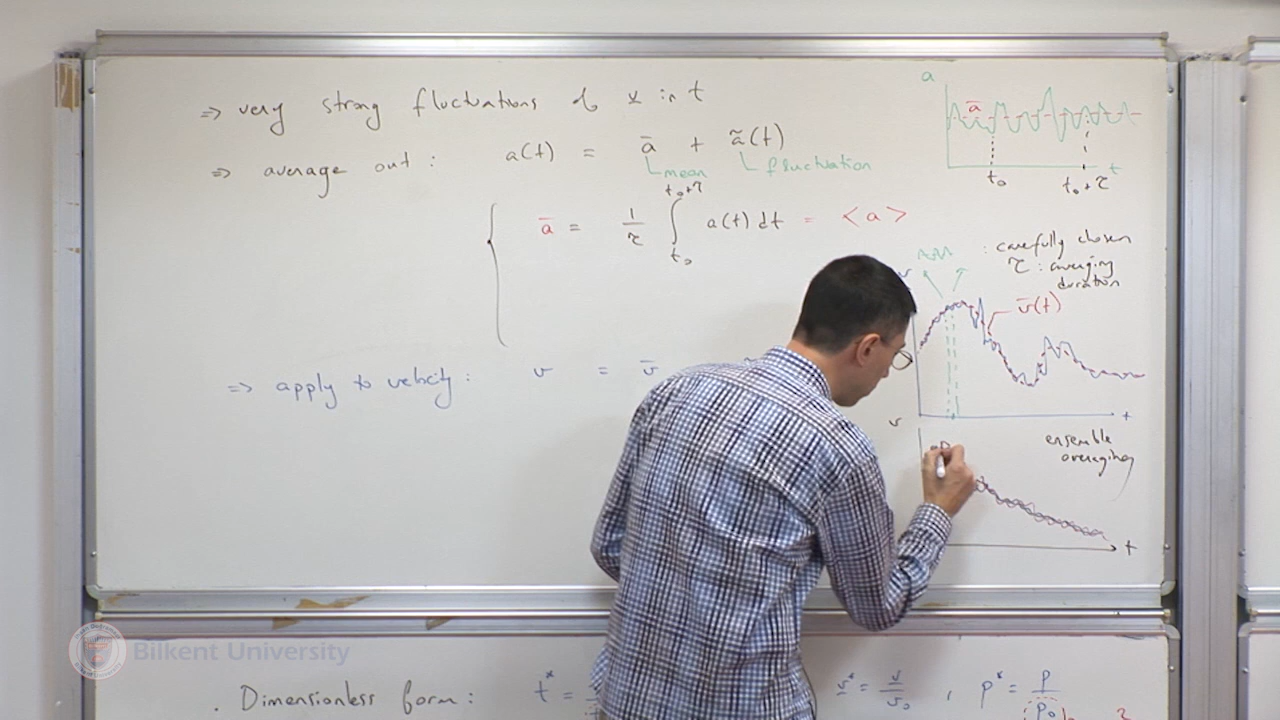 ⇒ very strong fluctuations of v in t
⇒ average out : a(t) = ā + ã(t)
mean
fluctuation
ā = 1/τ ∫ t₀ t₀+τ a(t) dt = < a >
⇒ apply to velocity : v = v̄
a
ā
t
t₀
t₀+τ
: carefully chosen
τ : averaging
duration
v
v̄(t)
t
v
ensemble
averaging
t
Bilkent University
. Dimensionless form : t* = v* = v/v₀ , p* = p/p₀